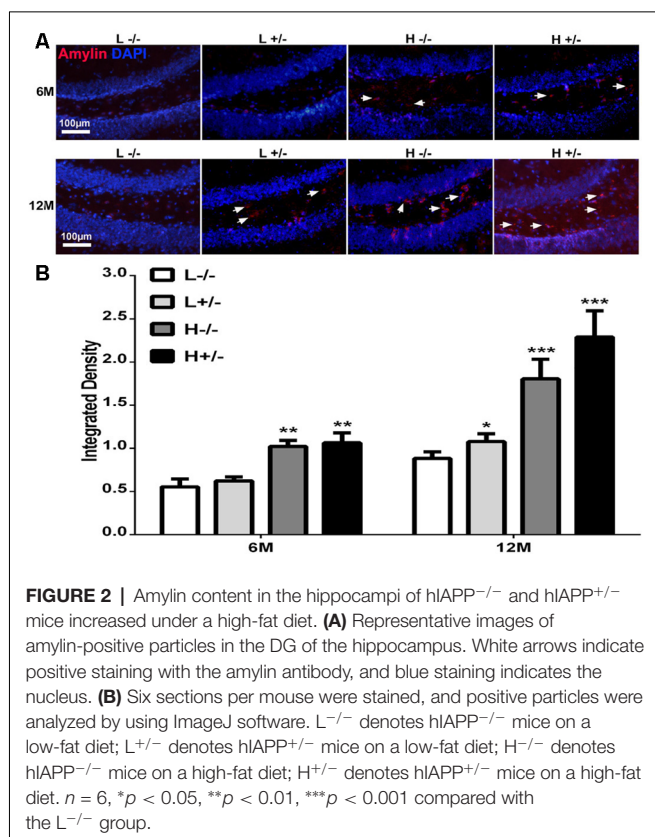 A
L -/- L +/- H -/- H +/-
Amylin DAPI
6M
100μm
L -/- L +/- H -/- H +/-
12M
100μm
B
3.0
2.5
2.0
1.5
1.0
0.5
0.0
Integrated Density
L-/-
L+/-
H-/-
H+/-
** ** * *** ***
6M 12M
FIGURE 2 | Amylin content in the hippocampi of hIAPP−/− and hIAPP+/−
mice increased under a high-fat diet. (A) Representative images of
amylin-positive particles in the DG of the hippocampus. White arrows indicate
positive staining with the amylin antibody, and blue staining indicates the
nucleus. (B) Six sections per mouse were stained, and positive particles were
analyzed by using ImageJ software. L−/− denotes hIAPP−/− mice on a
low-fat diet; L+/− denotes hIAPP+/− mice on a low-fat diet; H−/− denotes
hIAPP−/− mice on a high-fat diet; H+/− denotes hIAPP+/− mice on a high-fat
diet. n = 6, *p < 0.05, **p < 0.01, ***p < 0.001 compared with
the L−/− group.